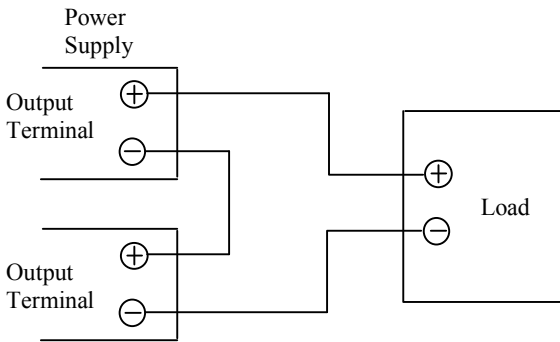 Power
Supply
Output
Terminal
+
−
+
−
Load
Output
Terminal
+
−